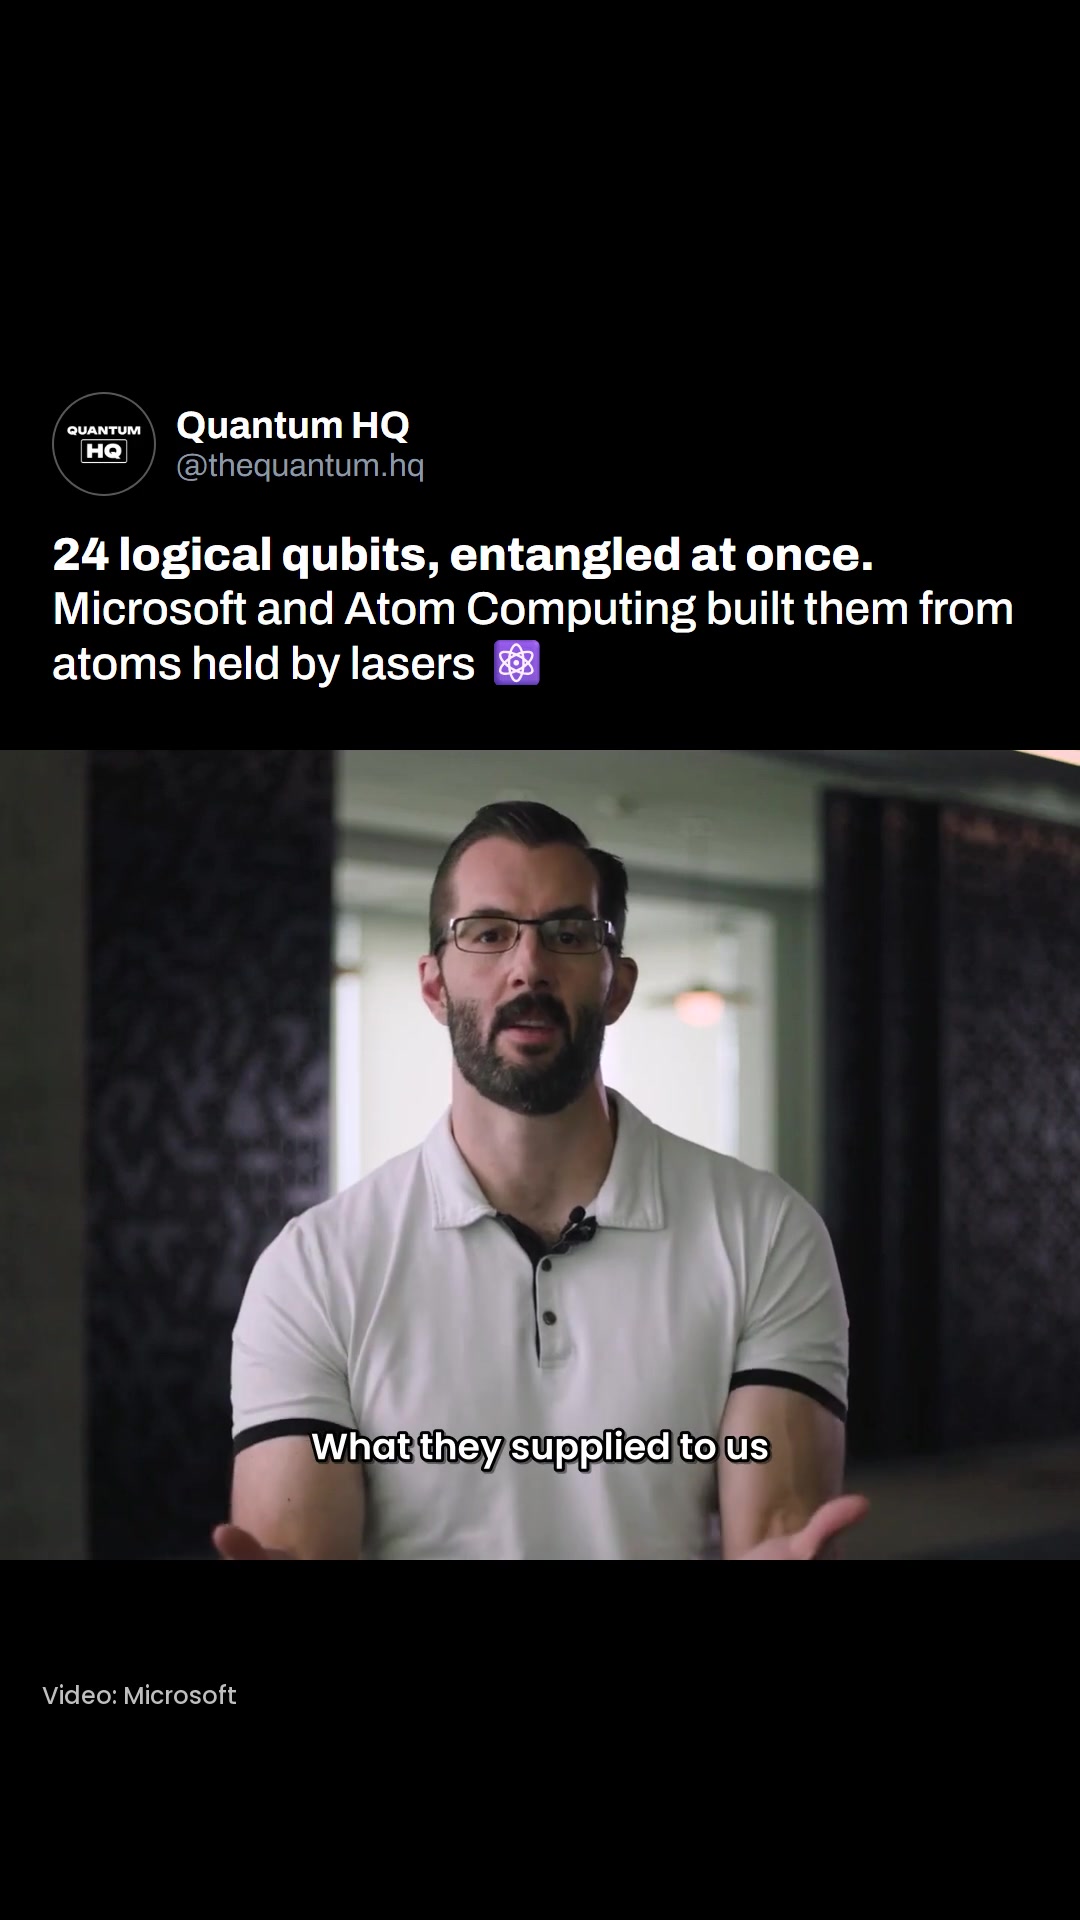 QUANTUM
HQ
Quantum HQ
@thequantum.hq
24 logical qubits, entangled at once.
Microsoft and Atom Computing built them from
atoms held by lasers ⚛️
What they supplied to us
Video: Microsoft